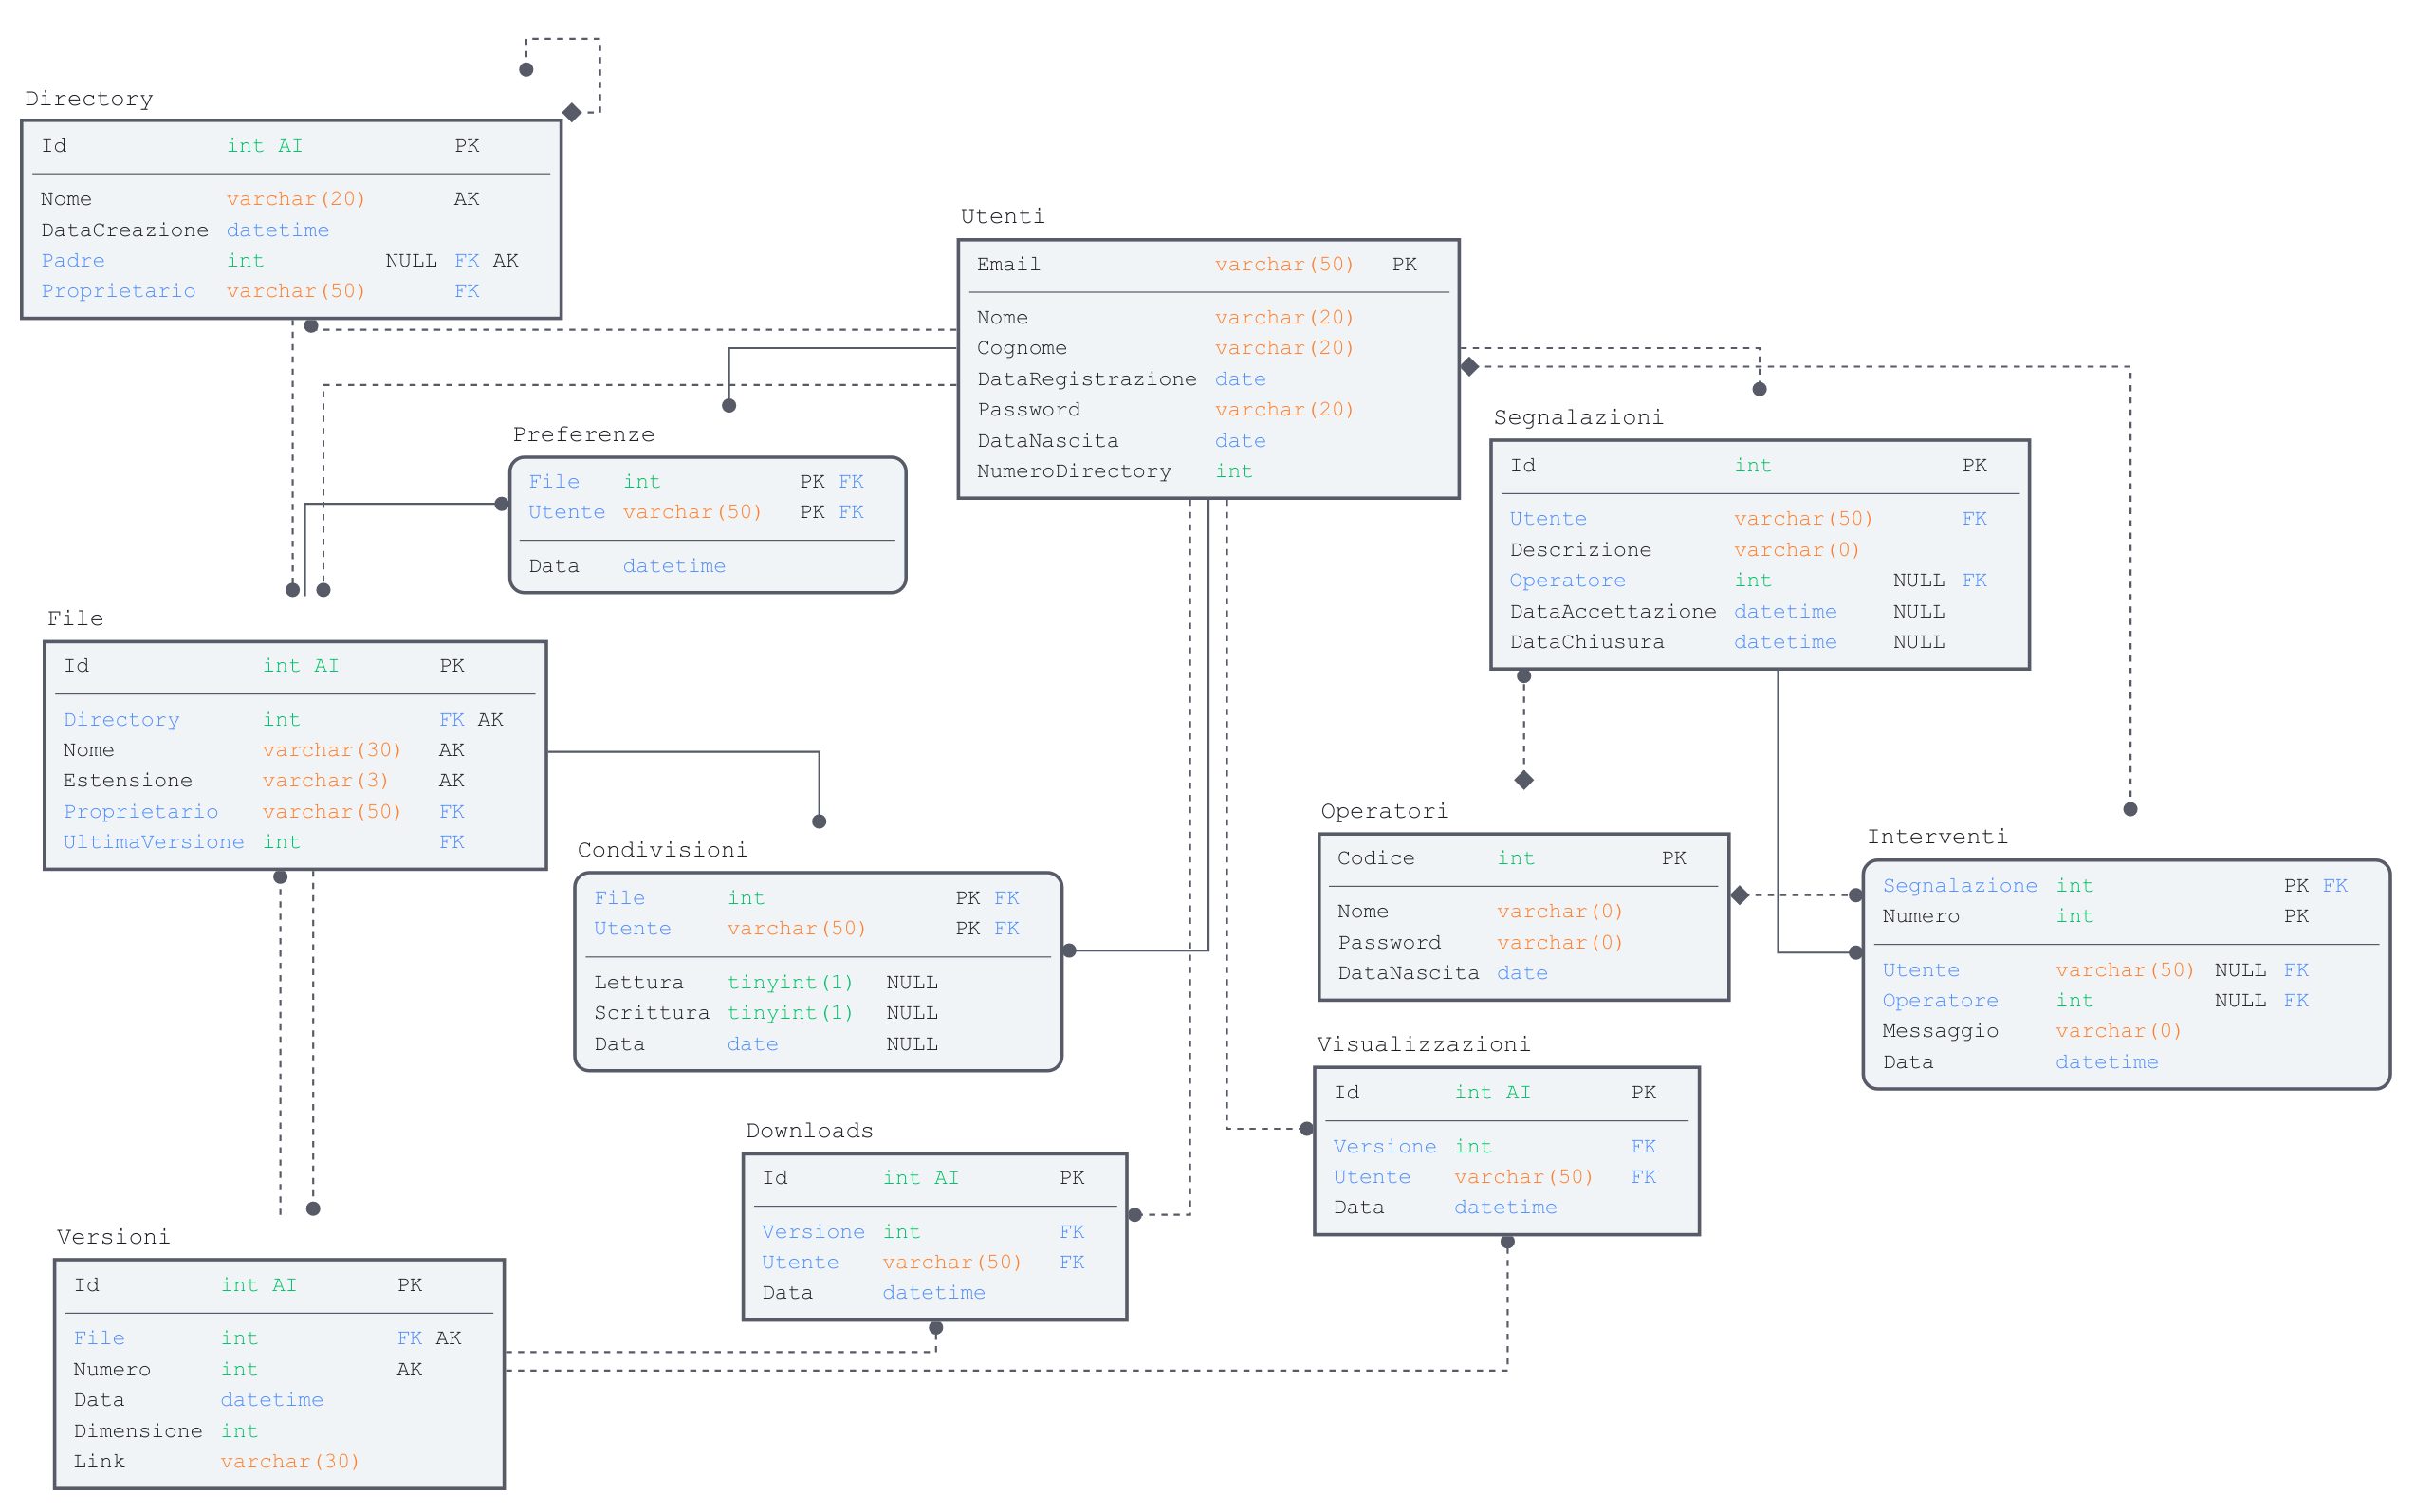 Directory
Id int AI PK
Nome varchar(20) AK
DataCreazione datetime
Padre int NULL FK AK
Proprietario varchar(50) FK
Utenti
Email varchar(50) PK
Nome varchar(20)
Cognome varchar(20)
DataRegistrazione date
Password varchar(20)
DataNascita date
NumeroDirectory int
Preferenze
File int PK FK
Utente varchar(50) PK FK
Data datetime
Segnalazioni
Id int PK
Utente varchar(50) FK
Descrizione varchar(0)
Operatore int NULL FK
DataAccettazione datetime NULL
DataChiusura datetime NULL
File
Id int AI PK
Directory int FK AK
Nome varchar(30) AK
Estensione varchar(3) AK
Proprietario varchar(50) FK
UltimaVersione int FK
Condivisioni
File int PK FK
Utente varchar(50) PK FK
Lettura tinyint(1) NULL
Scrittura tinyint(1) NULL
Data date NULL
Operatori
Codice int PK
Nome varchar(0)
Password varchar(0)
DataNascita date
Interventi
Segnalazione int PK FK
Numero int PK
Utente varchar(50) NULL FK
Operatore int NULL FK
Messaggio varchar(0)
Data datetime
Visualizzazioni
Id int AI PK
Versione int FK
Utente varchar(50) FK
Data datetime
Downloads
Id int AI PK
Versione int FK
Utente varchar(50) FK
Data datetime
Versioni
Id int AI PK
File int FK AK
Numero int AK
Data datetime
Dimensione int
Link varchar(30)